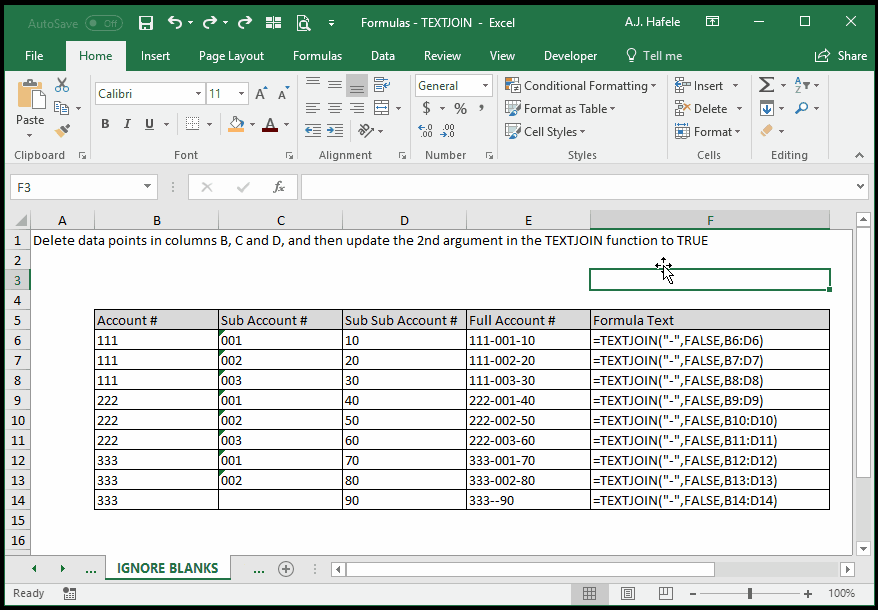 AutoSave Off Formulas - TEXTJOIN - Excel A.J. Hafele
File Home Insert Page Layout Formulas Data Review View Developer Tell me Share
Calibri 11 A A General Conditional Formatting Insert Σ
Paste B I U A $ % , Format as Table Delete
Cell Styles Format
Clipboard Font Alignment Number Styles Cells Editing
F3 fx
A B C D E F
1 Delete data points in columns B, C and D, and then update the 2nd argument in the TEXTJOIN function to TRUE
2
3
4
5 Account # Sub Account # Sub Sub Account # Full Account # Formula Text
6 111 001 10 111-001-10 =TEXTJOIN("-",FALSE,B6:D6)
7 111 002 20 111-002-20 =TEXTJOIN("-",FALSE,B7:D7)
8 111 003 30 111-003-30 =TEXTJOIN("-",FALSE,B8:D8)
9 222 001 40 222-001-40 =TEXTJOIN("-",FALSE,B9:D9)
10 222 002 50 222-002-50 =TEXTJOIN("-",FALSE,B10:D10)
11 222 003 60 222-003-60 =TEXTJOIN("-",FALSE,B11:D11)
12 333 001 70 333-001-70 =TEXTJOIN("-",FALSE,B12:D12)
13 333 002 80 333-002-80 =TEXTJOIN("-",FALSE,B13:D13)
14 333 90 333--90 =TEXTJOIN("-",FALSE,B14:D14)
15
16
... IGNORE BLANKS ...
Ready 100%